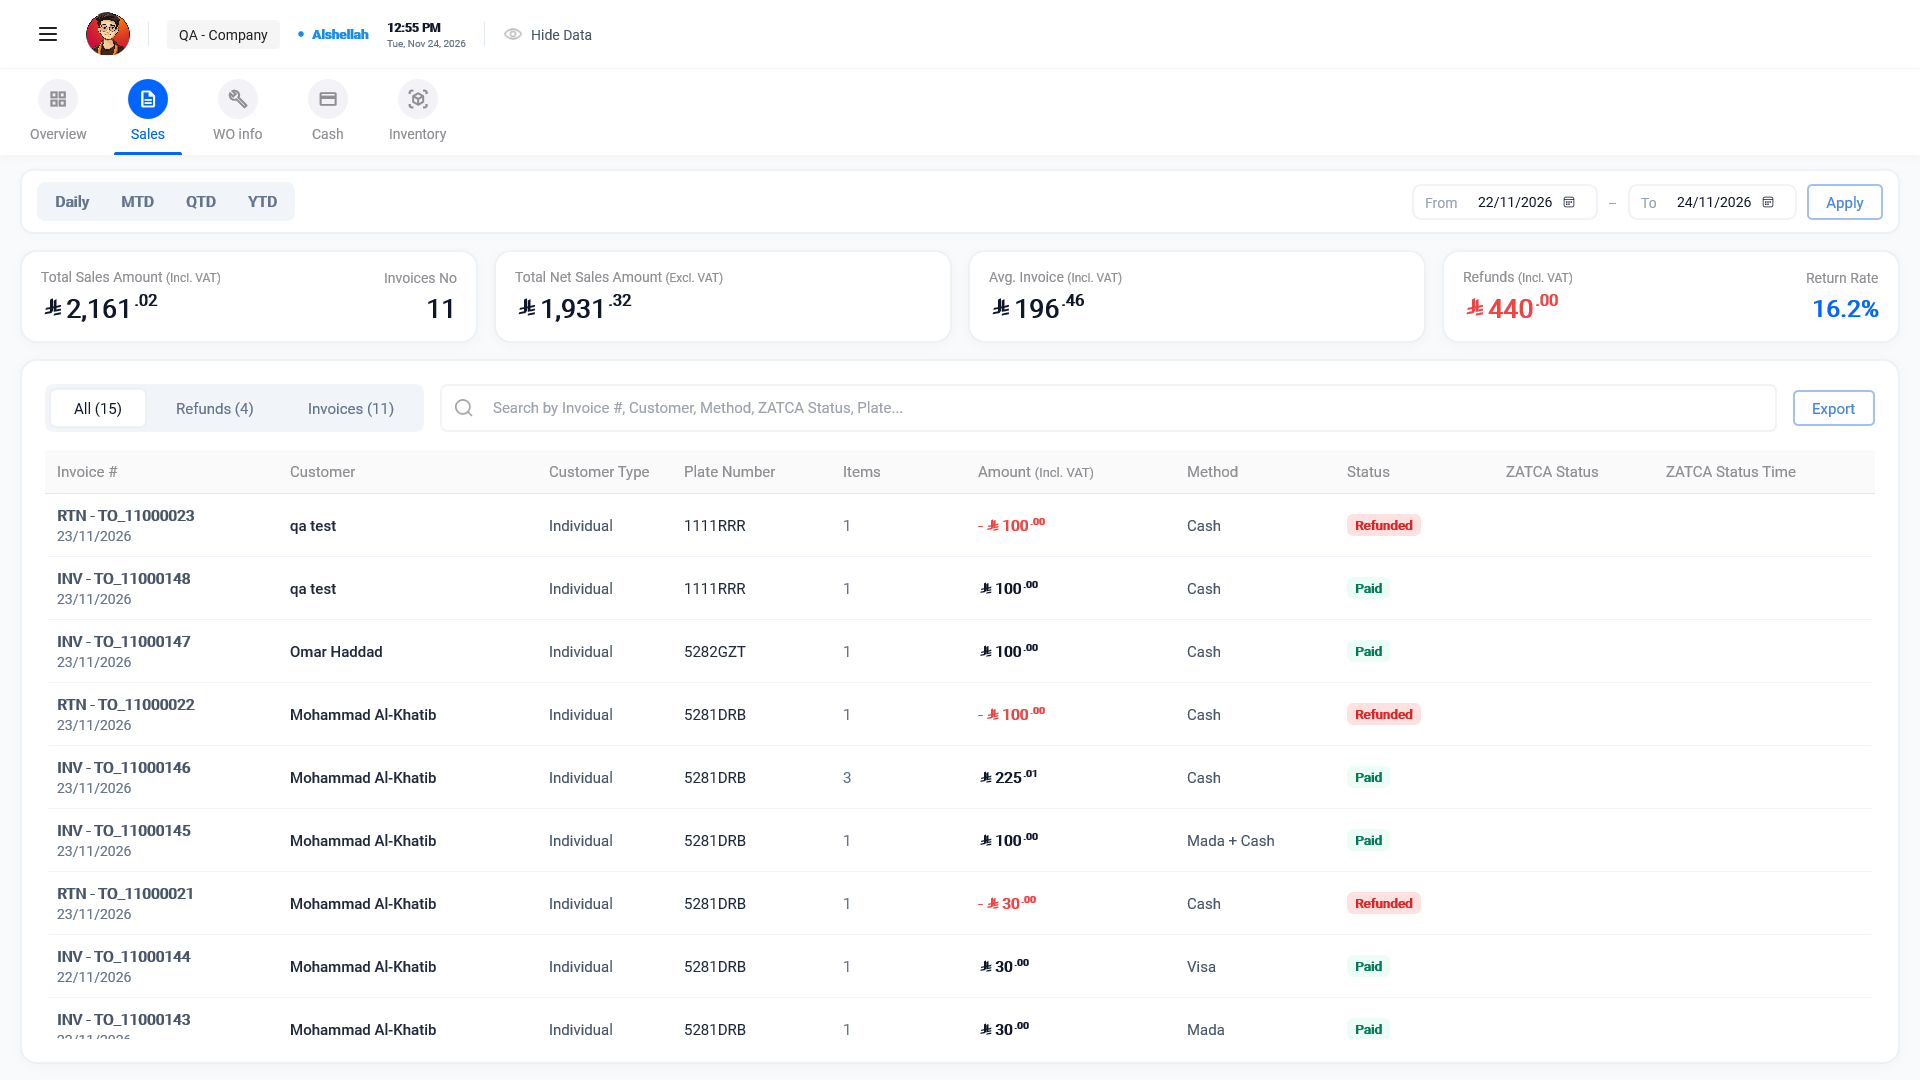 QA - Company
• Alshellah
12:55 PM
Tue, Nov 24, 2026
Hide Data
Overview
Sales
WO info
Cash
Inventory
Daily MTD QTD YTD
From 22/11/2026 – To 24/11/2026 Apply
Total Sales Amount (Incl. VAT) Invoices No
2,161.02 11
Total Net Sales Amount (Excl. VAT)
1,931.32
Avg. Invoice (Incl. VAT)
196.46
Refunds (Incl. VAT) Return Rate
440.00 16.2%
All (15) Refunds (4) Invoices (11) Search by Invoice #, Customer, Method, ZATCA Status, Plate... Export
Invoice # Customer Customer Type Plate Number Items Amount (Incl. VAT) Method Status ZATCA Status ZATCA Status Time
RTN - TO_11000023
23/11/2026
qa test Individual 1111RRR 1 - 100.00 Cash Refunded
INV - TO_11000148
23/11/2026
qa test Individual 1111RRR 1 100.00 Cash Paid
INV - TO_11000147
23/11/2026
Omar Haddad Individual 5282GZT 1 100.00 Cash Paid
RTN - TO_11000022
23/11/2026
Mohammad Al-Khatib Individual 5281DRB 1 - 100.00 Cash Refunded
INV - TO_11000146
23/11/2026
Mohammad Al-Khatib Individual 5281DRB 3 225.01 Cash Paid
INV - TO_11000145
23/11/2026
Mohammad Al-Khatib Individual 5281DRB 1 100.00 Mada + Cash Paid
RTN - TO_11000021
23/11/2026
Mohammad Al-Khatib Individual 5281DRB 1 - 30.00 Cash Refunded
INV - TO_11000144
22/11/2026
Mohammad Al-Khatib Individual 5281DRB 1 30.00 Visa Paid
INV - TO_11000143
Mohammad Al-Khatib Individual 5281DRB 1 30.00 Mada Paid